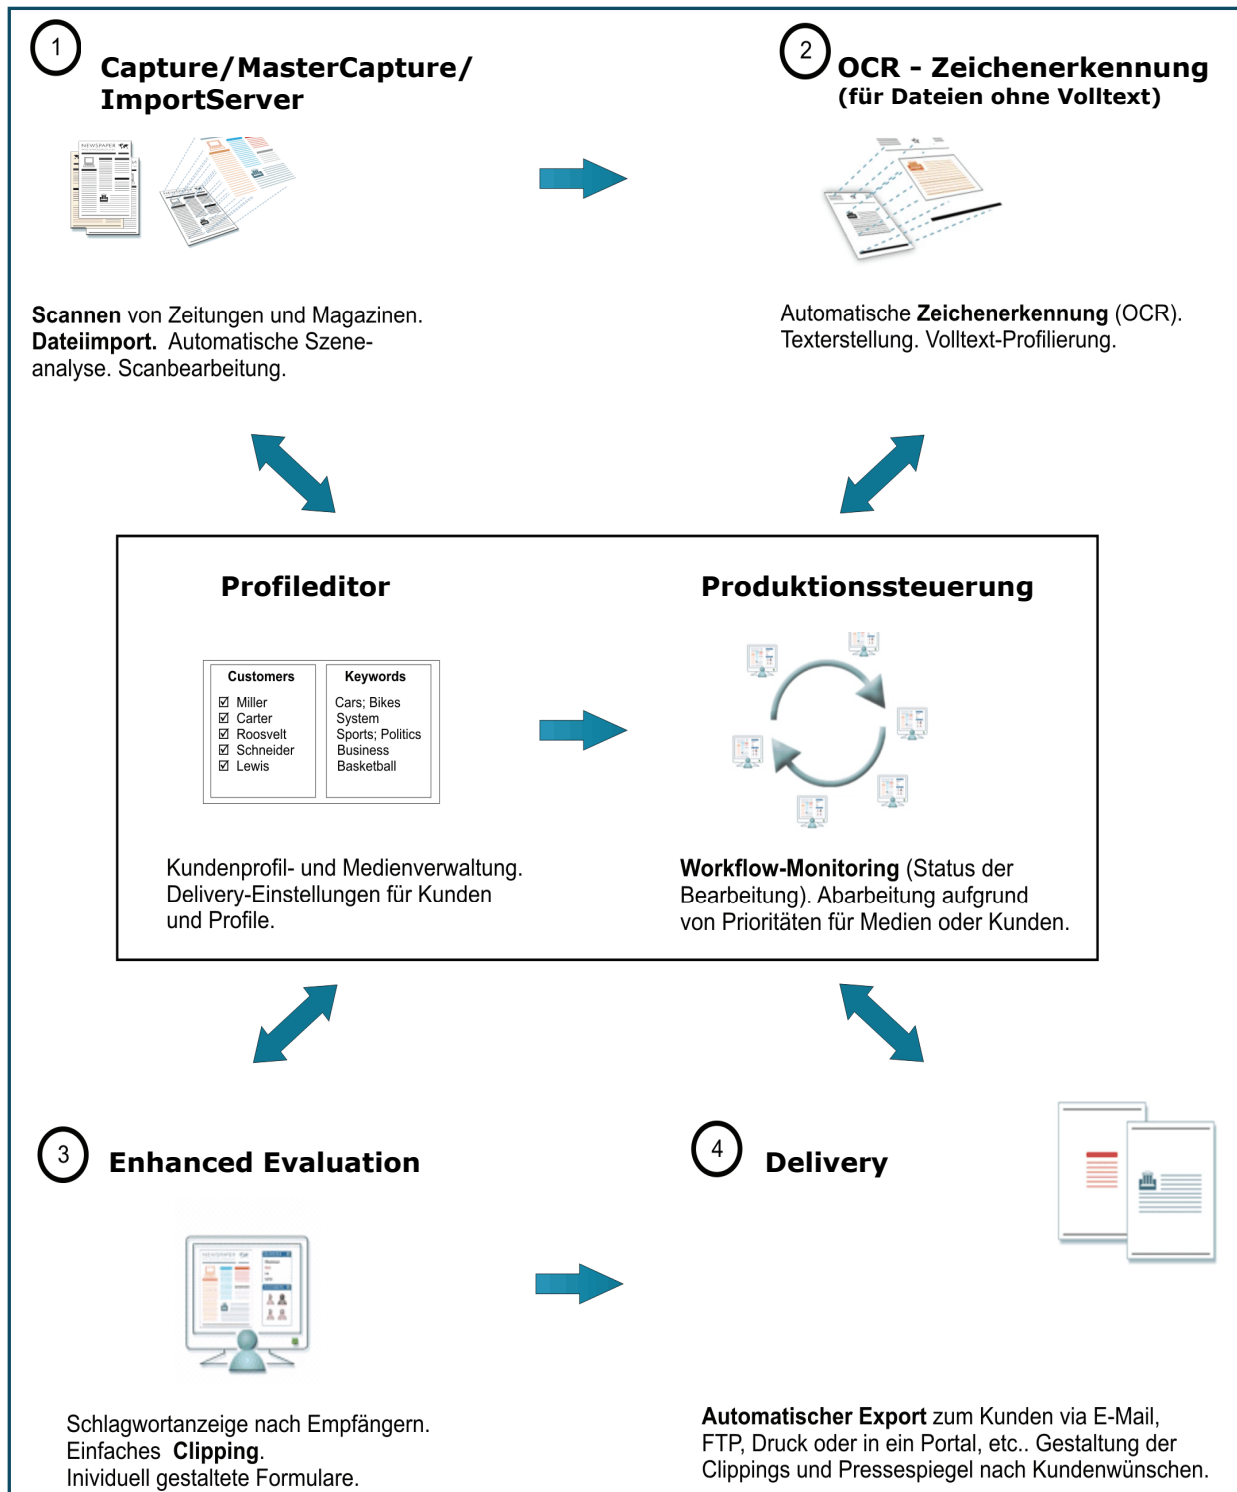 1
Capture/MasterCapture/
ImportServer
NEWSPAPER
Scannen von Zeitungen und Magazinen.
Dateiimport. Automatische Szene-
analyse. Scanbearbeitung.
2
OCR - Zeichenerkennung
(für Dateien ohne Volltext)
Automatische Zeichenerkennung (OCR).
Texterstellung. Volltext-Profilierung.
Profileditor
Customers
Miller
Carter
Roosvelt
Schneider
Lewis
Keywords
Cars; Bikes
System
Sports; Politics
Business
Basketball
Kundenprofil- und Medienverwaltung.
Delivery-Einstellungen für Kunden
und Profile.
Produktionssteuerung
Workflow-Monitoring (Status der
Bearbeitung). Abarbeitung aufgrund
von Prioritäten für Medien oder Kunden.
3
Enhanced Evaluation
NEWSPAPER
Schlagwortanzeige nach Empfängern.
Einfaches Clipping.
Inividuell gestaltete Formulare.
4
Delivery
Automatischer Export zum Kunden via E-Mail,
FTP, Druck oder in ein Portal, etc.. Gestaltung der
Clippings und Pressespiegel nach Kundenwünschen.